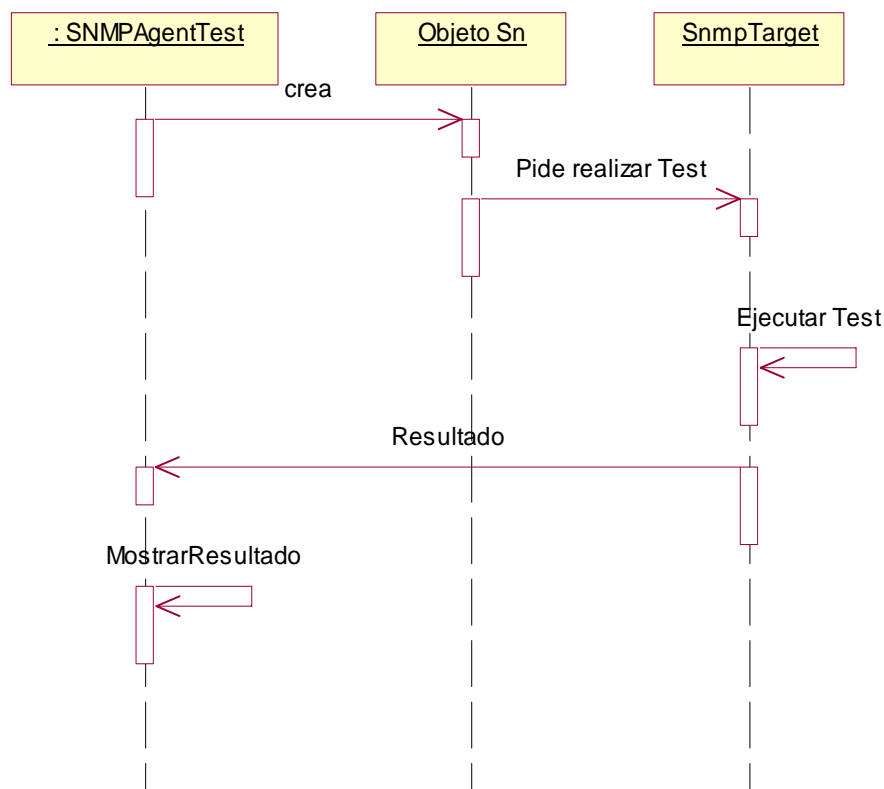 : SNMPAgentTest
Objeto Sn
SnmpTarget
crea
Pide realizar Test
Ejecutar Test
Resultado
MostrarResultado